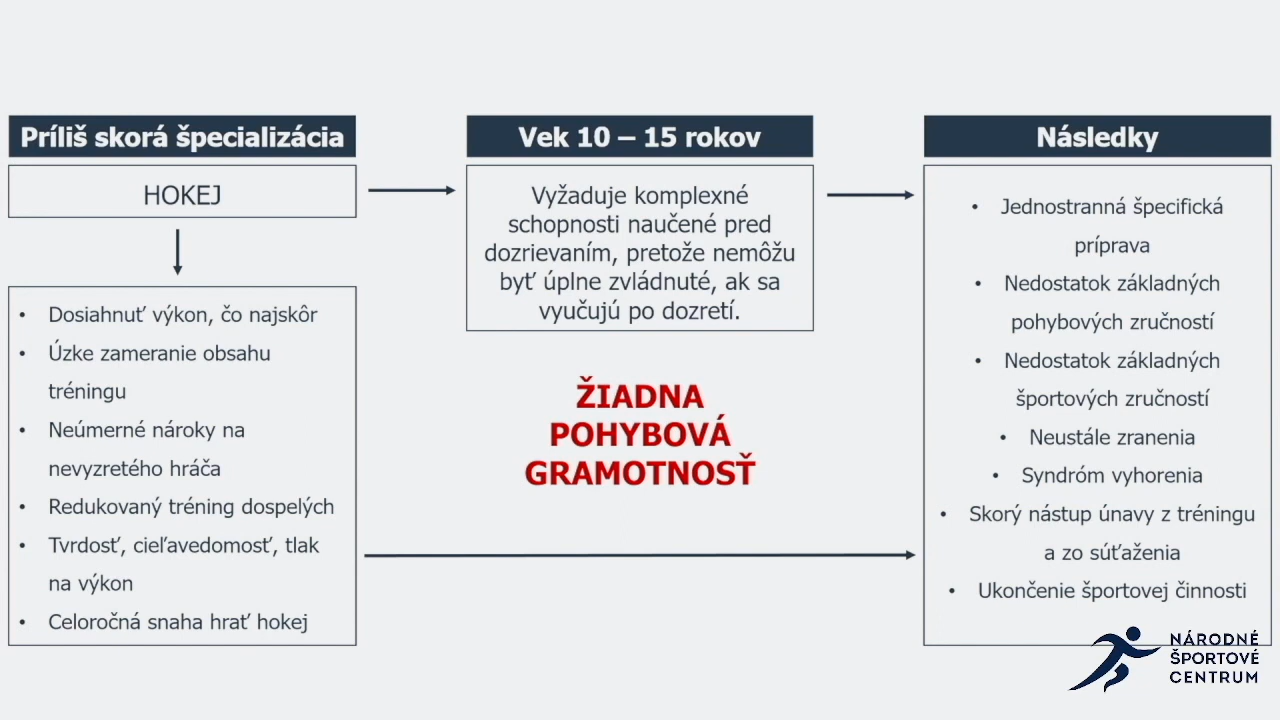 Príliš skorá špecializácia
HOKEJ
• Dosiahnuť výkon, čo najskôr
• Úzke zameranie obsahu
tréningu
• Neúmerné nároky na
nevyzretého hráča
• Redukovaný tréning dospelých
• Tvrdosť, cieľavedomosť, tlak
na výkon
• Celoročná snaha hrať hokej
Vek 10 – 15 rokov
Vyžaduje komplexné
schopnosti naučené pred
dozrievaním, pretože nemôžu
byť úplne zvládnuté, ak sa
vyučujú po dozretí.
ŽIADNA
POHYBOVÁ
GRAMOTNOSŤ
Následky
• Jednostranná špecifická
príprava
• Nedostatok základných
pohybových zručností
• Nedostatok základných
športových zručností
• Neustále zranenia
• Syndróm vyhorenia
• Skorý nástup únavy z tréningu
a zo súťaženia
• Ukončenie športovej činnosti
NÁRODNÉ
ŠPORTOVÉ
CENTRUM